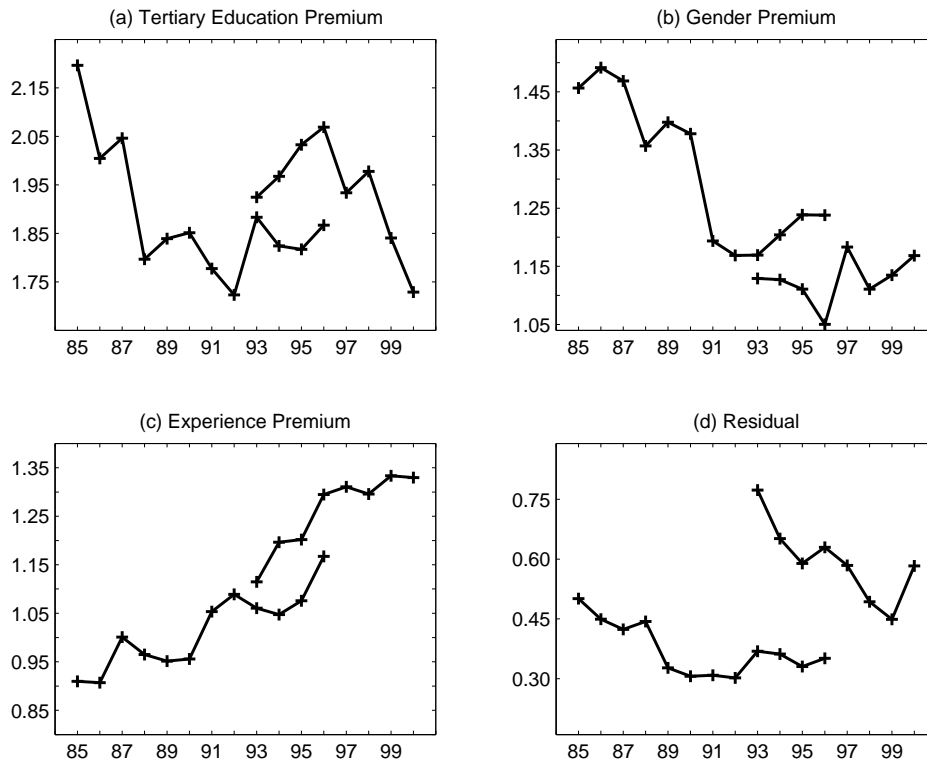 (a) Tertiary Education Premium
2.15
2.05
1.95
1.85
1.75
85 87 89 91 93 95 97 99
(b) Gender Premium
1.45
1.35
1.25
1.15
1.05
85 87 89 91 93 95 97 99
(c) Experience Premium
1.35
1.25
1.15
1.05
0.95
0.85
85 87 89 91 93 95 97 99
(d) Residual
0.75
0.60
0.45
0.30
85 87 89 91 93 95 97 99